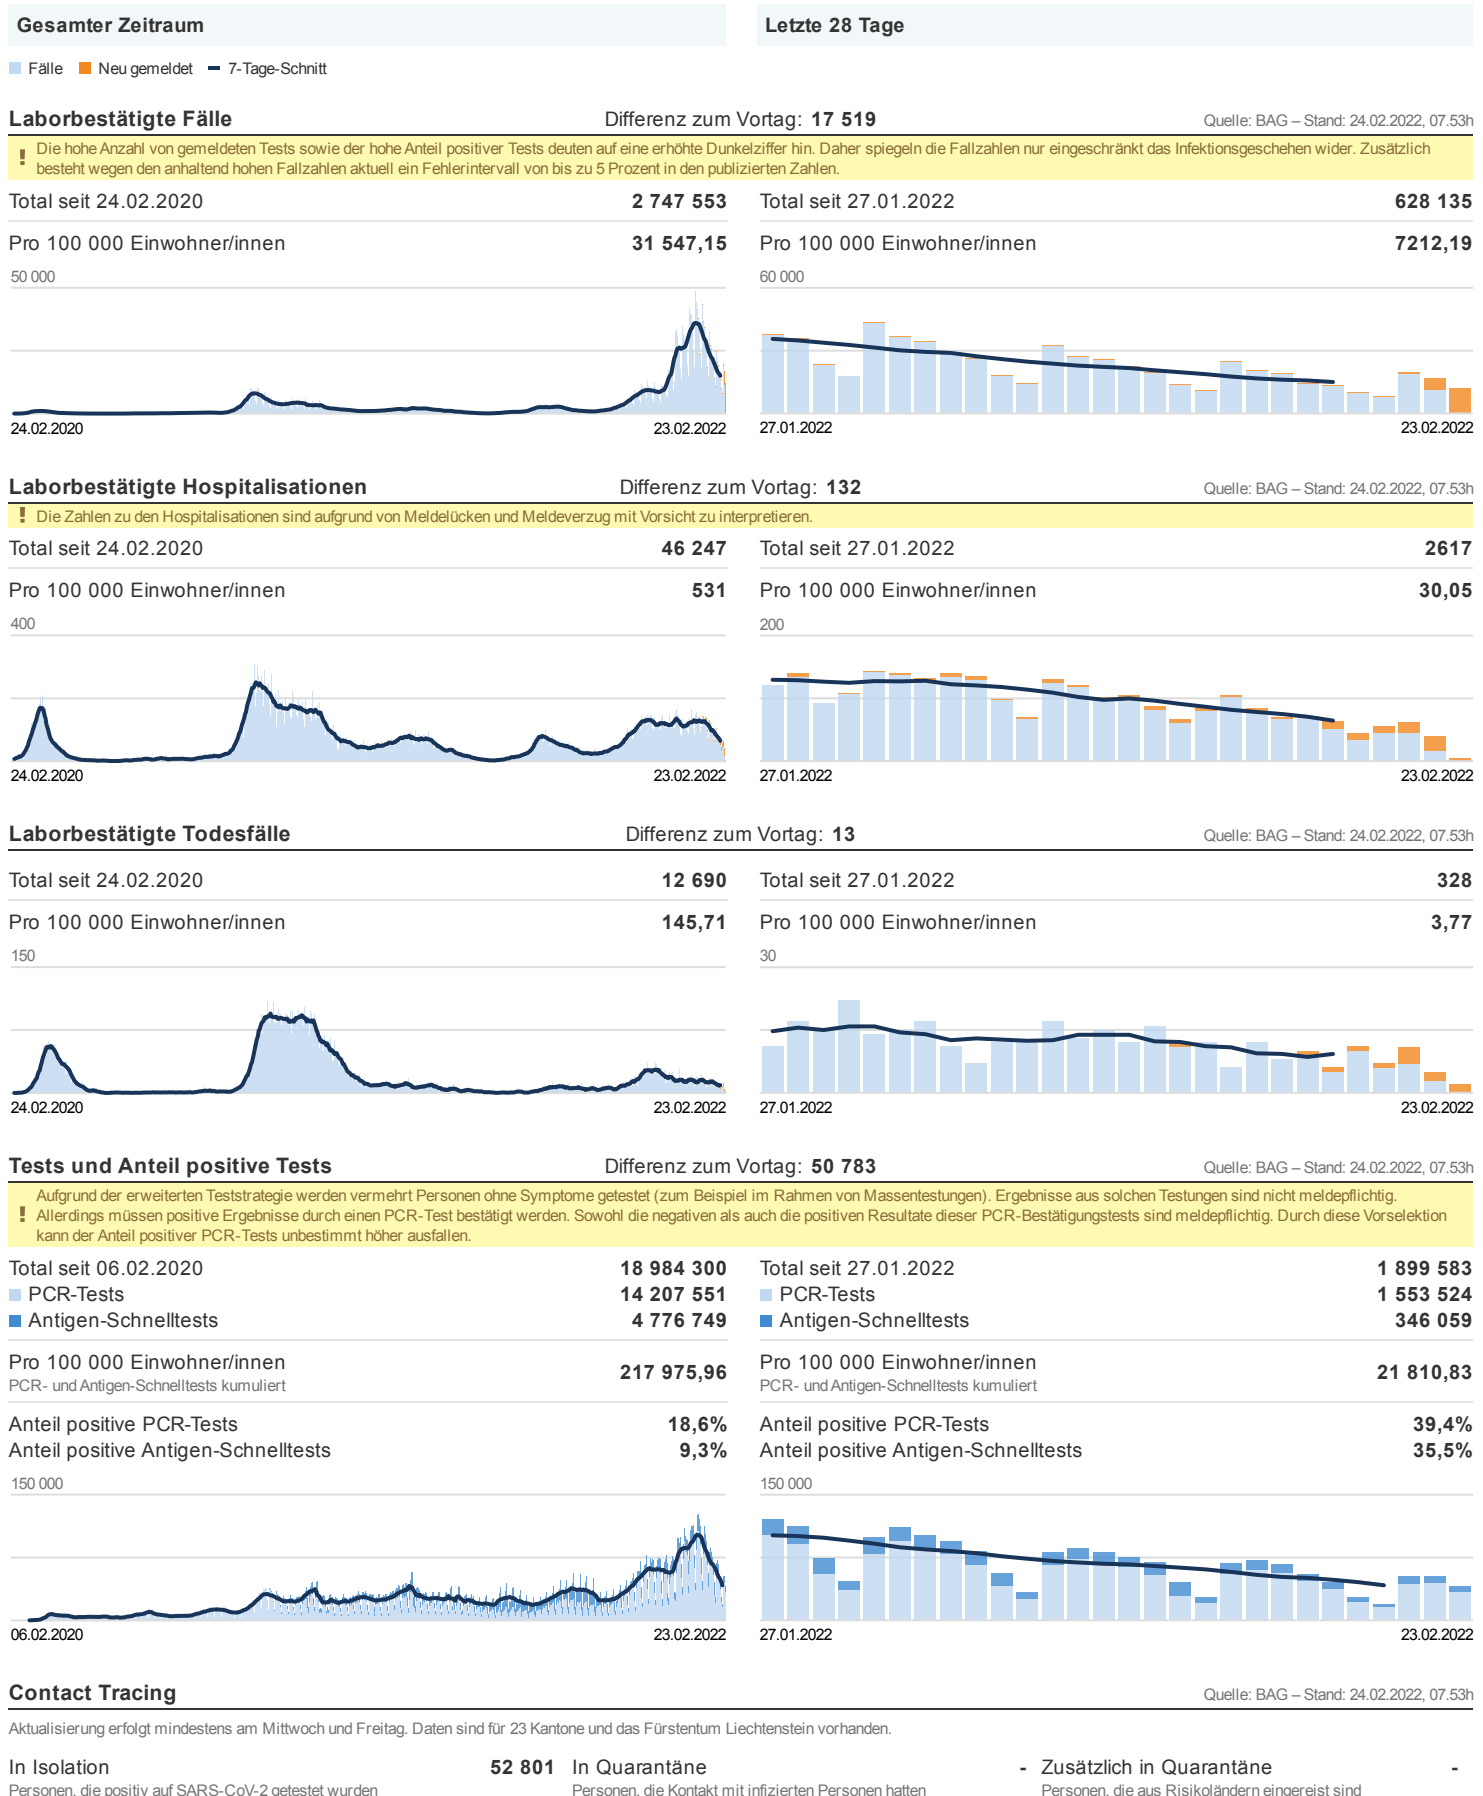 Gesamter Zeitraum
Letzte 28 Tage
Fälle Neu gemeldet 7-Tage-Schnitt
Laborbestätigte Fälle Differenz zum Vortag: 17 519 Quelle: BAG – Stand: 24.02.2022, 07.53h
! Die hohe Anzahl von gemeldeten Tests sowie der hohe Anteil positiver Tests deuten auf eine erhöhte Dunkelziffer hin. Daher spiegeln die Fallzahlen nur eingeschränkt das Infektionsgeschehen wider. Zusätzlich
besteht wegen den anhaltend hohen Fallzahlen aktuell ein Fehlerintervall von bis zu 5 Prozent in den publizierten Zahlen.
Total seit 24.02.2020 2 747 553 Total seit 27.01.2022 628 135
Pro 100 000 Einwohner/innen 31 547,15 Pro 100 000 Einwohner/innen 7212,19
50 000 60 000
24.02.2020 23.02.2022 27.01.2022 23.02.2022
Laborbestätigte Hospitalisationen Differenz zum Vortag: 132 Quelle: BAG – Stand: 24.02.2022, 07.53h
! Die Zahlen zu den Hospitalisationen sind aufgrund von Meldelücken und Meldeverzug mit Vorsicht zu interpretieren.
Total seit 24.02.2020 46 247 Total seit 27.01.2022 2617
Pro 100 000 Einwohner/innen 531 Pro 100 000 Einwohner/innen 30,05
400 200
24.02.2020 23.02.2022 27.01.2022 23.02.2022
Laborbestätigte Todesfälle Differenz zum Vortag: 13 Quelle: BAG – Stand: 24.02.2022, 07.53h
Total seit 24.02.2020 12 690 Total seit 27.01.2022 328
Pro 100 000 Einwohner/innen 145,71 Pro 100 000 Einwohner/innen 3,77
150 30
24.02.2020 23.02.2022 27.01.2022 23.02.2022
Tests und Anteil positive Tests Differenz zum Vortag: 50 783 Quelle: BAG – Stand: 24.02.2022, 07.53h
Aufgrund der erweiterten Teststrategie werden vermehrt Personen ohne Symptome getestet (zum Beispiel im Rahmen von Massentestungen). Ergebnisse aus solchen Testungen sind nicht meldepflichtig.
! Allerdings müssen positive Ergebnisse durch einen PCR-Test bestätigt werden. Sowohl die negativen als auch die positiven Resultate dieser PCR-Bestätigungstests sind meldepflichtig. Durch diese Vorselektion
kann der Anteil positiver PCR-Tests unbestimmt höher ausfallen.
Total seit 06.02.2020 18 984 300 Total seit 27.01.2022 1 899 583
PCR-Tests 14 207 551 PCR-Tests 1 553 524
Antigen-Schnelltests 4 776 749 Antigen-Schnelltests 346 059
Pro 100 000 Einwohner/innen 217 975,96 Pro 100 000 Einwohner/innen 21 810,83
PCR- und Antigen-Schnelltests kumuliert PCR- und Antigen-Schnelltests kumuliert
Anteil positive PCR-Tests 18,6% Anteil positive PCR-Tests 39,4%
Anteil positive Antigen-Schnelltests 9,3% Anteil positive Antigen-Schnelltests 35,5%
150 000 150 000
06.02.2020 23.02.2022 27.01.2022 23.02.2022
Contact Tracing Quelle: BAG – Stand: 24.02.2022, 07.53h
Aktualisierung erfolgt mindestens am Mittwoch und Freitag. Daten sind für 23 Kantone und das Fürstentum Liechtenstein vorhanden.
In Isolation 52 801 In Quarantäne - Zusätzlich in Quarantäne -
Personen, die positiv auf SARS-CoV-2 getestet wurden Personen, die Kontakt mit infizierten Personen hatten Personen, die aus Risikoländern eingereist sind